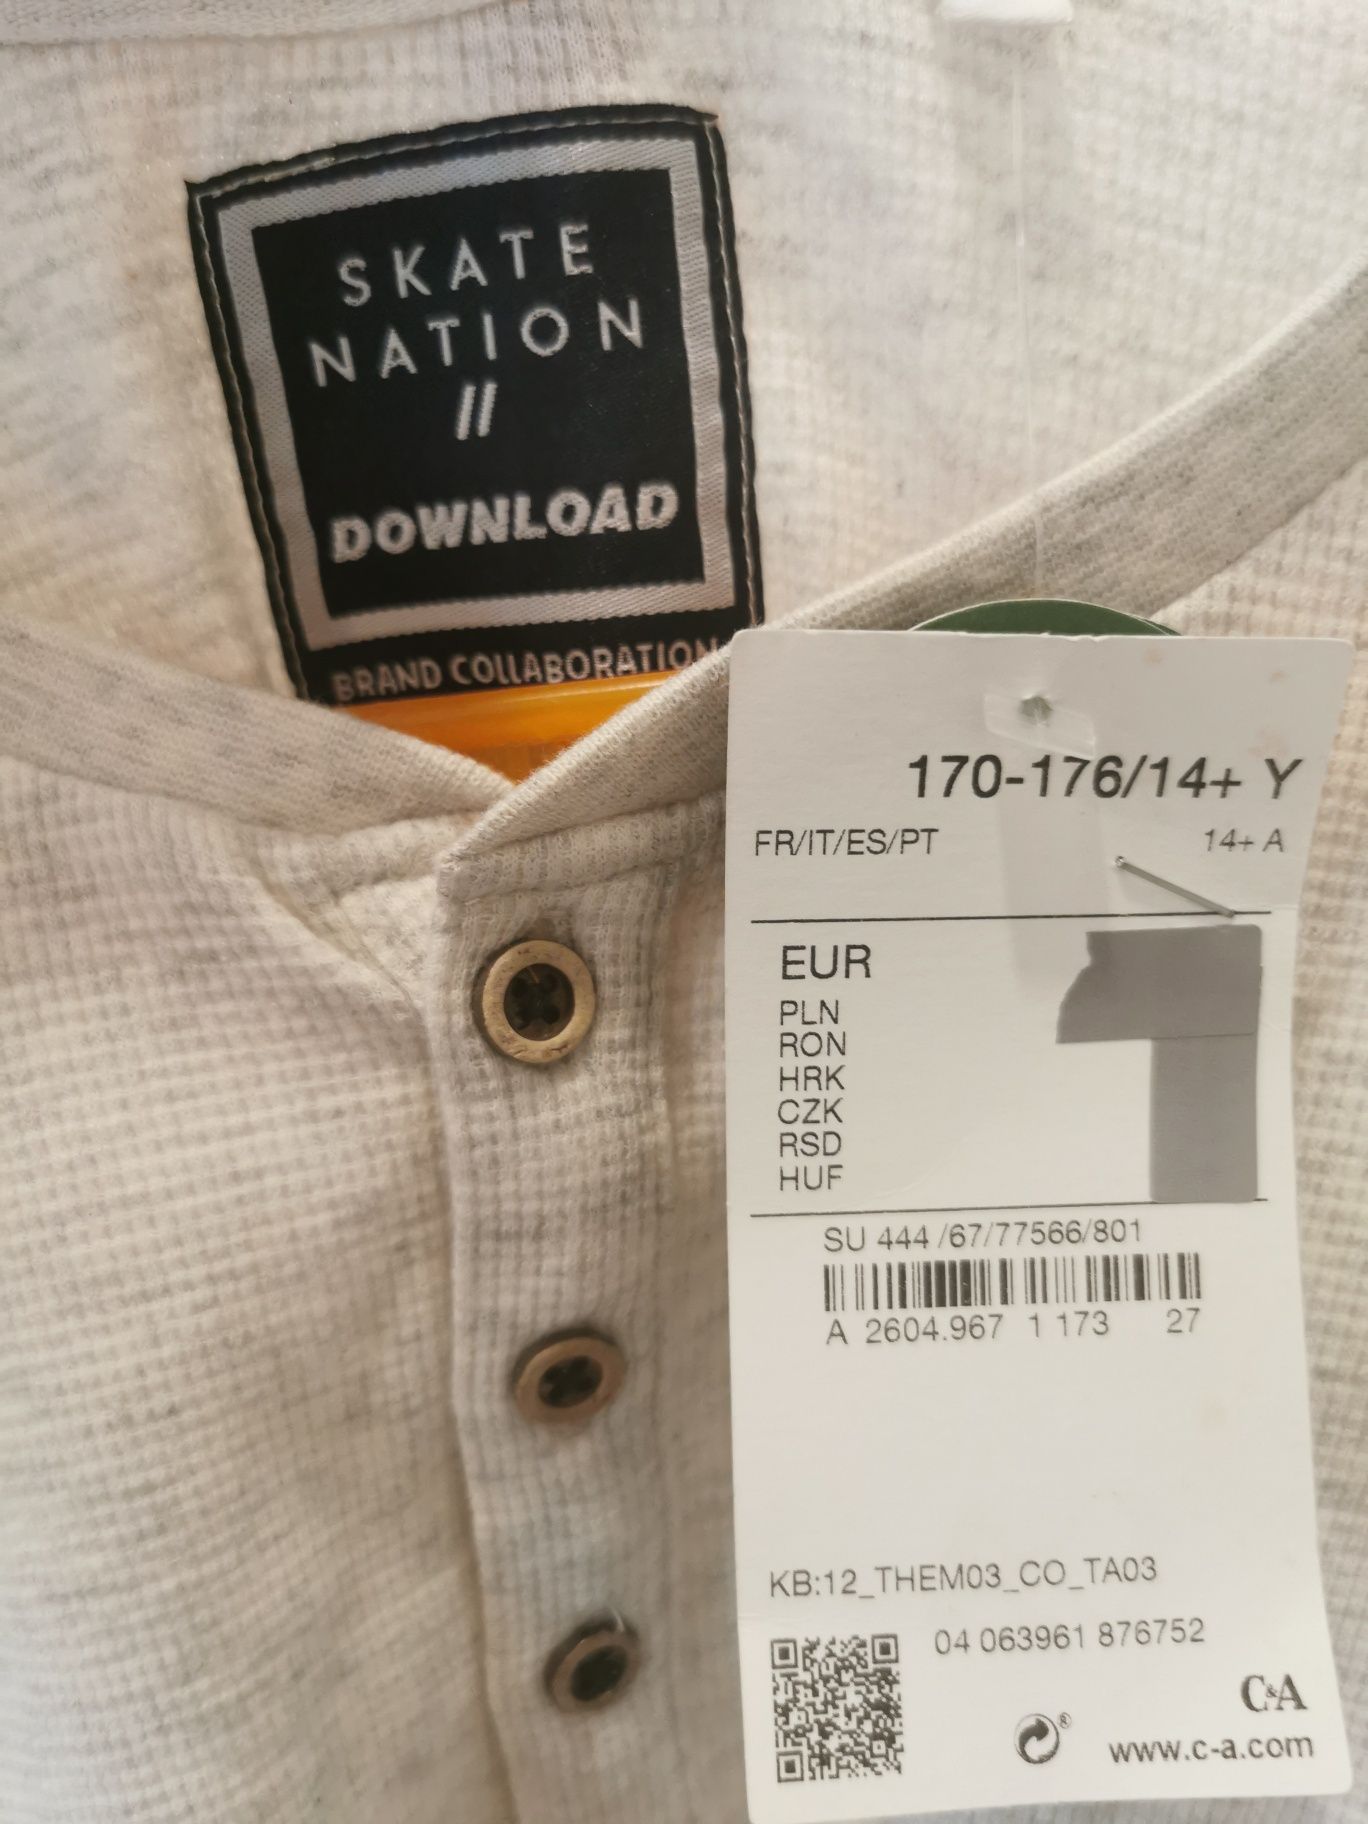 SKATE
NATION
//
DOWNLOAD
BRAND COLLABORATION
170-176/14+ Y
FR/IT/ES/PT 14+ A
EUR
PLN
RON
HRK
CZK
RSD
HUF
SU 444 /67/77566/801
A 2604.967 1 173 27
KB:12_THEM03_CO_TA03
04 063961 876752
C&A
®
www.c-a.com